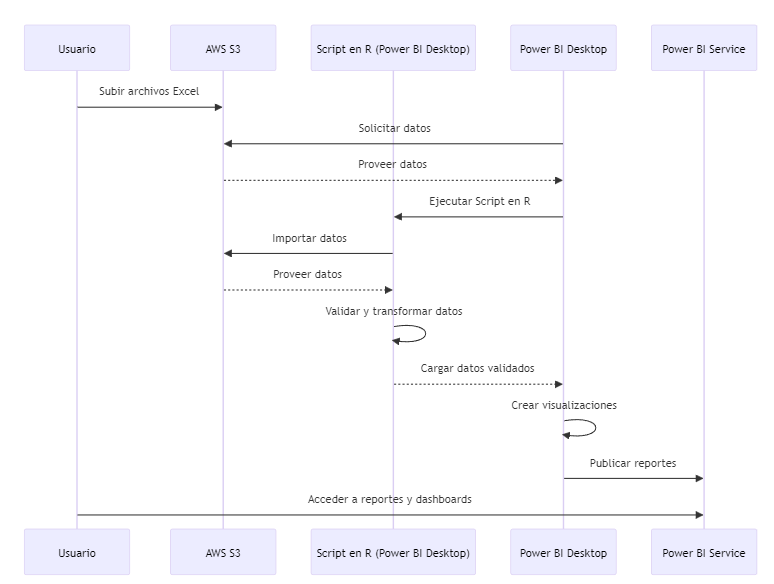 Usuario
AWS S3
Script en R (Power BI Desktop)
Power BI Desktop
Power BI Service
Subir archivos Excel
Solicitar datos
Proveer datos
Ejecutar Script en R
Importar datos
Proveer datos
Validar y transformar datos
Cargar datos validados
Crear visualizaciones
Publicar reportes
Acceder a reportes y dashboards
Usuario
AWS S3
Script en R (Power BI Desktop)
Power BI Desktop
Power BI Service